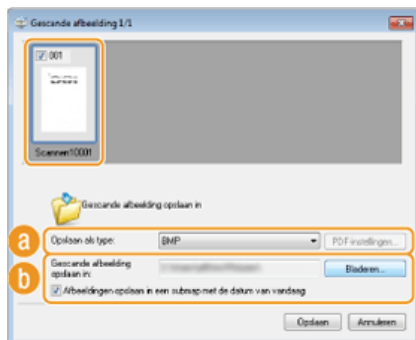 Gescande afbeelding 1/1
001
Scannen10001
Gescande afbeelding opslaan in
a
Opslaan als type: BMP PDF-instellingen...
b
Gescande afbeelding opslaan in: Bladeren...
Afbeeldingen opslaan in een submap met de datum van vandaag
Opslaan Annuleren